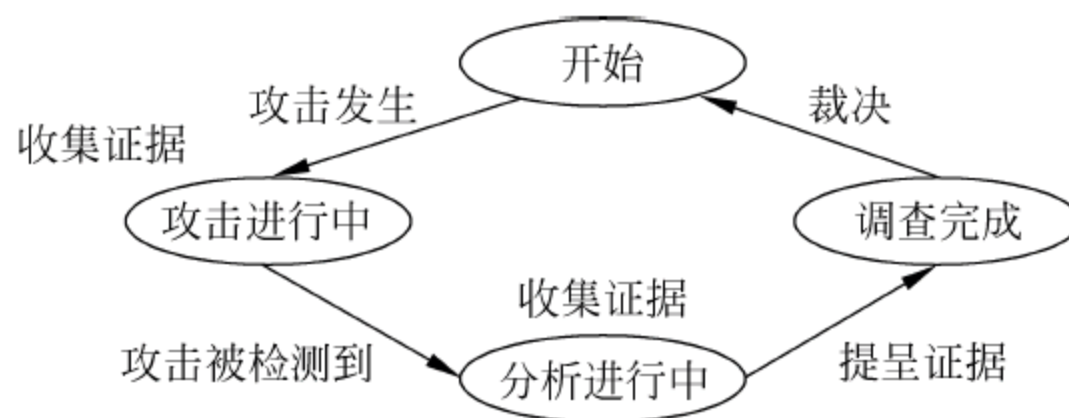 开始
攻击发生
裁决
收集证据
攻击进行中
调查完成
收集证据
攻击被检测到
分析进行中
提呈证据